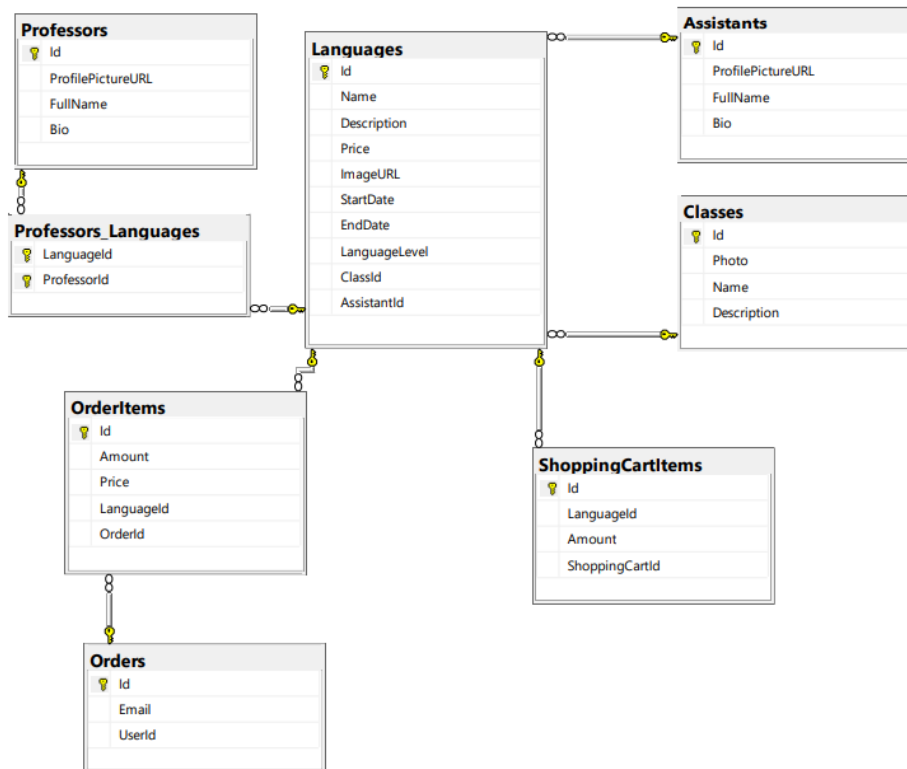 Professors
Id
ProfilePictureURL
FullName
Bio
Languages
Id
Name
Description
Price
ImageURL
StartDate
EndDate
LanguageLevel
ClassId
AssistantId
Assistants
Id
ProfilePictureURL
FullName
Bio
Professors_Languages
LanguageId
ProfessorId
Classes
Id
Photo
Name
Description
OrderItems
Id
Amount
Price
LanguageId
OrderId
ShoppingCartItems
Id
LanguageId
Amount
ShoppingCartId
Orders
Id
Email
UserId